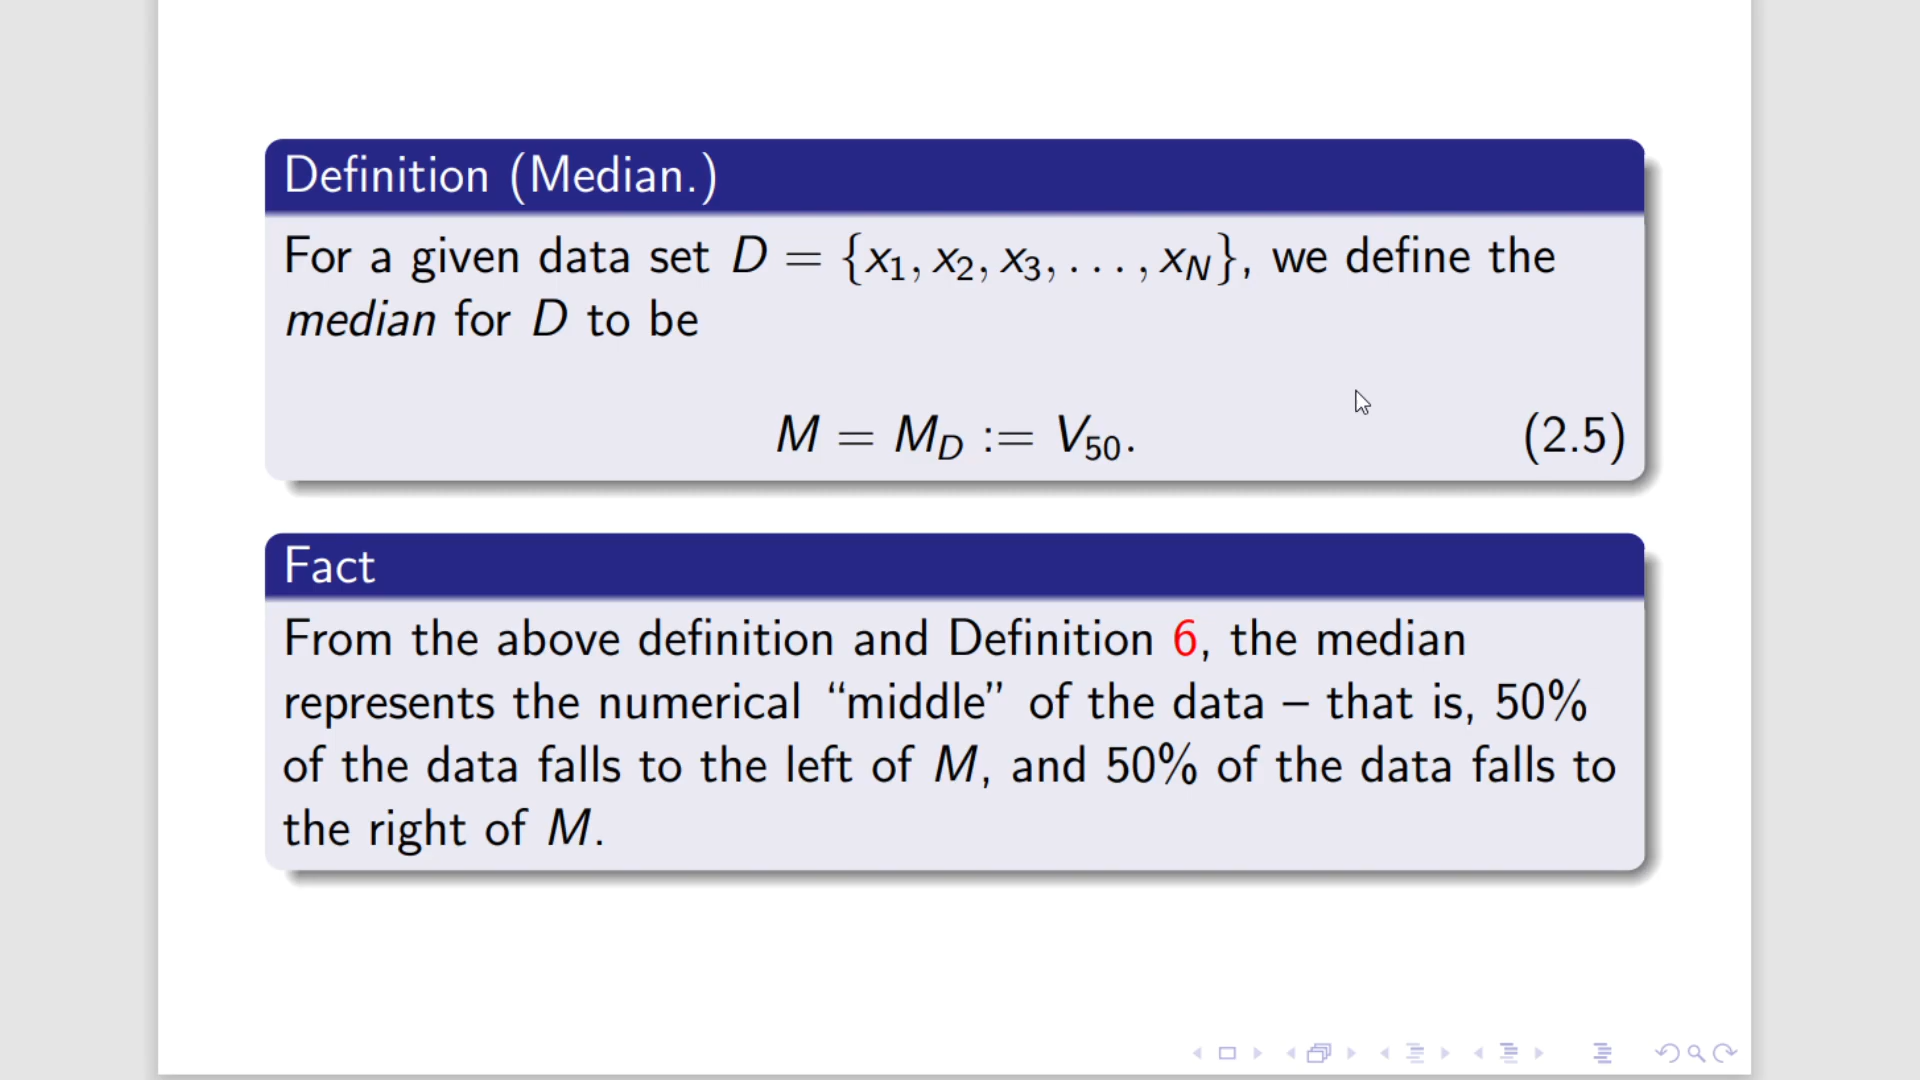 Definition (Median.)
For a given data set D = {x₁, x₂, x₃, . . . , x_N}, we define the
median for D to be
M = M_D := V₅₀. (2.5)
Fact
From the above definition and Definition 6, the median
represents the numerical “middle” of the data – that is, 50%
of the data falls to the left of M, and 50% of the data falls to
the right of M.